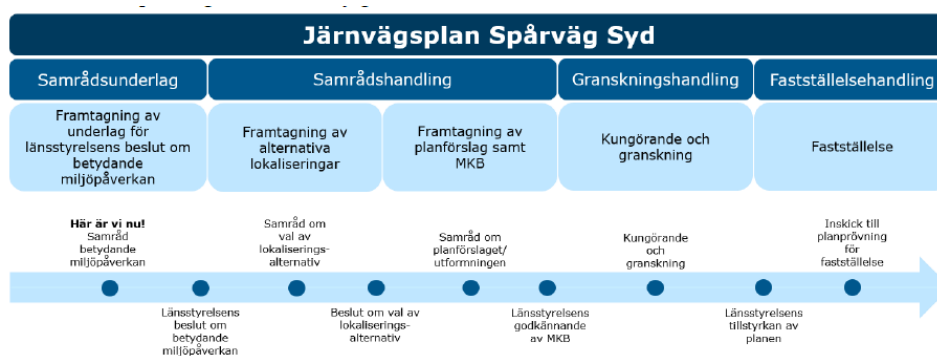 Järnvägsplan Spårväg Syd
Samrådsunderlag
Samrådshandling
Granskningshandling
Fastställelsehandling
Framtagning av
underlag för
länsstyrelsens beslut om
betydande
miljöpåverkan
Framtagning av
alternativa
lokaliseringar
Framtagning av
planförslag samt
MKB
Kungörande och
granskning
Fastställelse
Här är vi nu!
Samråd
betydande
miljöpåverkan
Länsstyrelsens
beslut om
betydande
miljöpåverkan
Samråd om
val av
lokaliserings-
alternativ
Beslut om val av
lokaliserings-
alternativ
Samråd om
planförslaget/
utformningen
Länsstyrelsens
godkännande
av MKB
Kungörande
och
granskning
Länsstyrelsens
tillstyrkan av
planen
Inskick till
planprövning
för
fastställelse